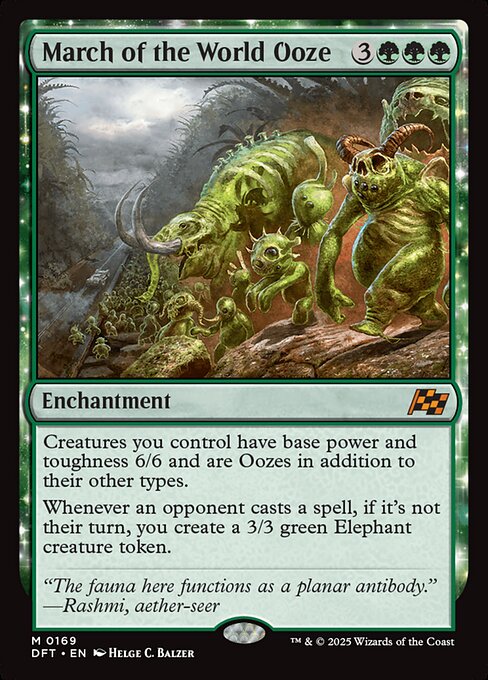 March of the World Ooze 3
Enchantment
Creatures you control have base power and
toughness 6/6 and are Oozes in addition to
their other types.
Whenever an opponent casts a spell, if it's not
their turn, you create a 3/3 green Elephant
creature token.
"The fauna here functions as a planar antibody."
—Rashmi, aether-seer
M 0169
DFT • EN HELGE C. BALZER
™ & © 2025 Wizards of the Coast